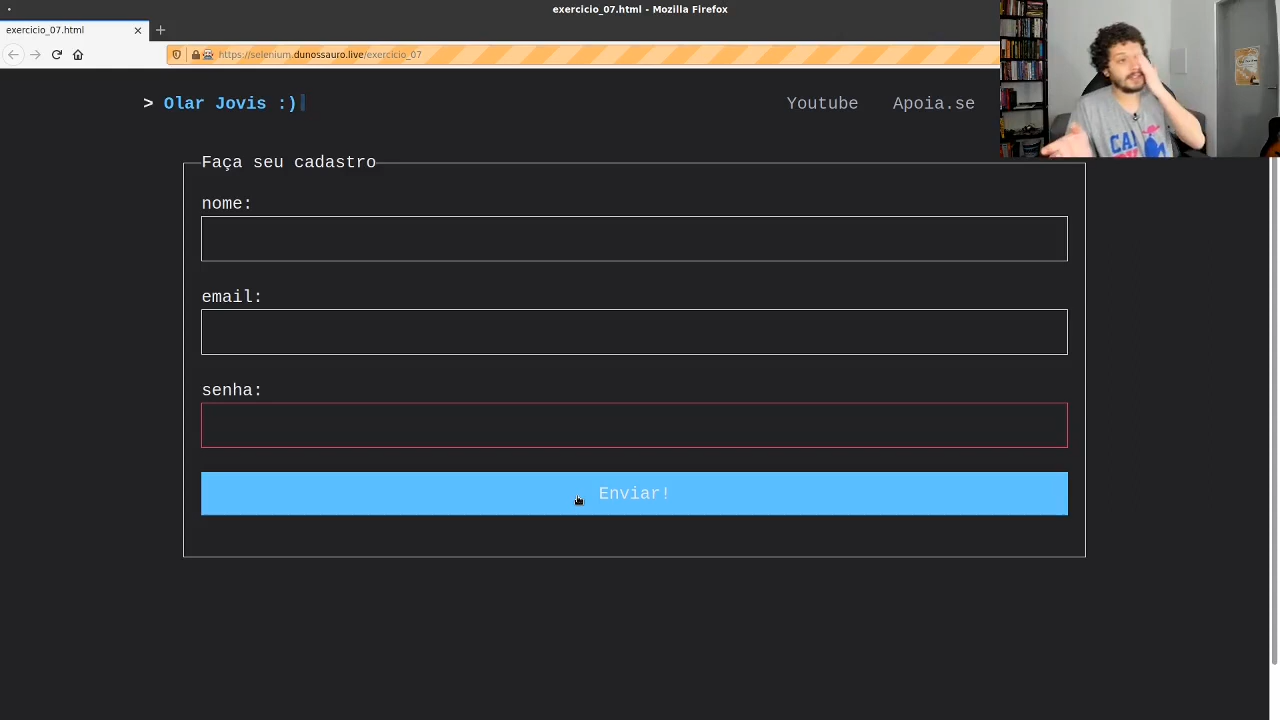 exercicio_07.html - Mozilla Firefox
exercicio_07.html
https://selenium.dunossauro.live/exercicio_07
> Olar Jovis :)
Youtube Apoia.se
Faça seu cadastro
nome:
email:
senha:
Enviar!